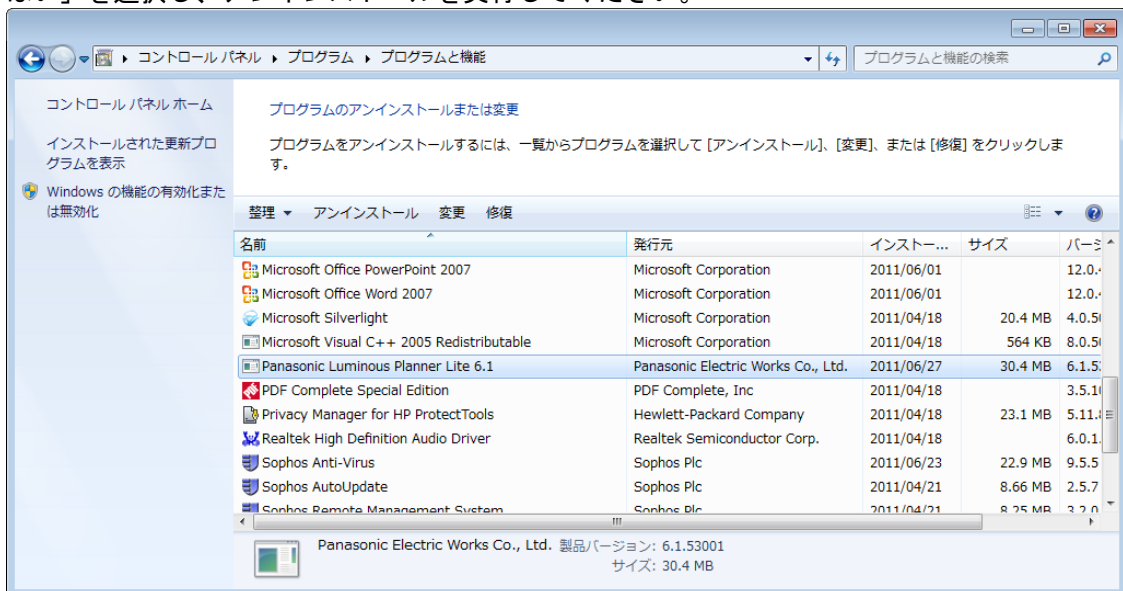 はい」を選択し、アンインストールを実行してください。
コントロール パネル ▸ プログラム ▸ プログラムと機能
プログラムと機能の検索
コントロール パネル ホーム
インストールされた更新プロ
グラムを表示
Windows の機能の有効化また
は無効化
プログラムのアンインストールまたは変更
プログラムをアンインストールするには、一覧からプログラムを選択して [アンインストール]、[変更]、または [修復] をクリックしま
す。
整理 ▼ アンインストール 変更 修復
名前 発行元 インストー... サイズ バージ
Microsoft Office PowerPoint 2007 Microsoft Corporation 2011/06/01 12.0.
Microsoft Office Word 2007 Microsoft Corporation 2011/06/01 12.0.
Microsoft Silverlight Microsoft Corporation 2011/04/18 20.4 MB 4.0.5
Microsoft Visual C++ 2005 Redistributable Microsoft Corporation 2011/04/18 564 KB 8.0.5
Panasonic Luminous Planner Lite 6.1 Panasonic Electric Works Co., Ltd. 2011/06/27 30.4 MB 6.1.5
PDF Complete Special Edition PDF Complete, Inc 2011/04/18 3.5.1
Privacy Manager for HP ProtectTools Hewlett-Packard Company 2011/04/18 23.1 MB 5.11.
Realtek High Definition Audio Driver Realtek Semiconductor Corp. 2011/04/18 6.0.1.
Sophos Anti-Virus Sophos Plc 2011/06/23 22.9 MB 9.5.5
Sophos AutoUpdate Sophos Plc 2011/04/21 8.66 MB 2.5.7
Sophos Remote Management System Sophos Plc 2011/04/21 8.25 MB 3.2.0
Panasonic Electric Works Co., Ltd. 製品バージョン: 6.1.53001
サイズ: 30.4 MB